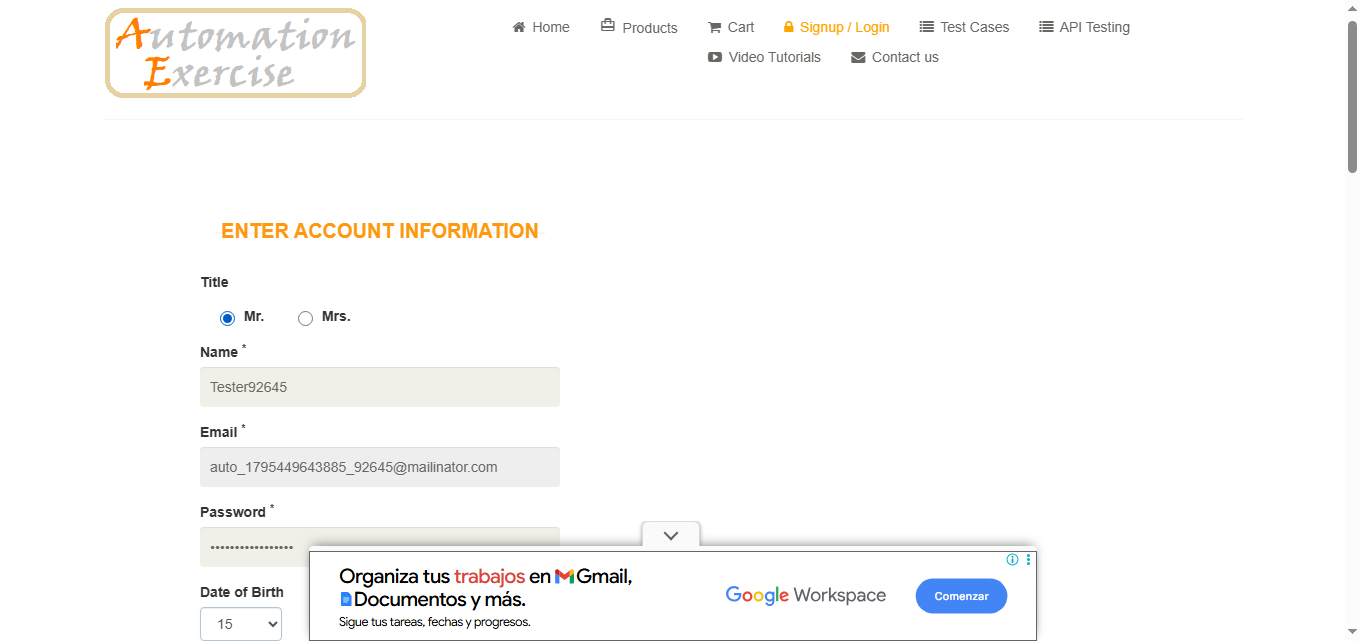 Automation
Exercise
Home Products Cart Signup / Login Test Cases API Testing
Video Tutorials Contact us
ENTER ACCOUNT INFORMATION
Title
Mr. Mrs.
Name *
Tester92645
Email *
auto_1795449643885_92645@mailinator.com
Password *
•••••••••••••••••
Date of Birth
15
Organiza tus trabajos en Gmail,
Documentos y más.
Sigue tus tareas, fechas y progresos.
Google Workspace
Comenzar